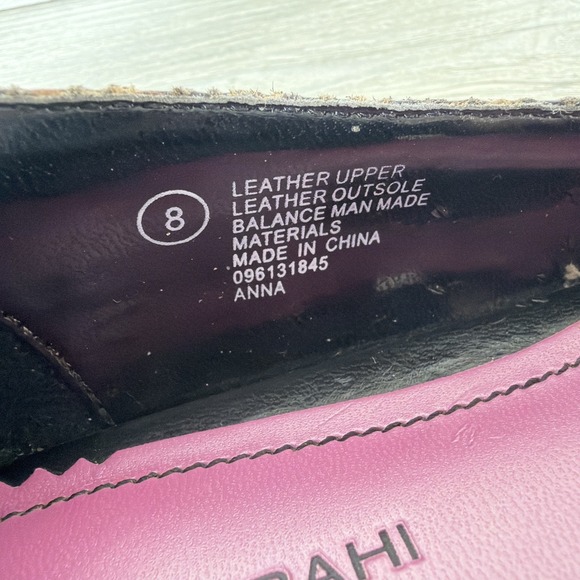 8
LEATHER UPPER
LEATHER OUTSOLE
BALANCE MAN MADE
MATERIALS
MADE IN CHINA
096131845
ANNA